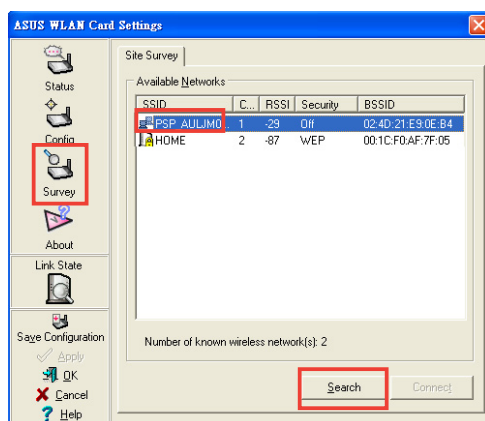 ASUS WLAN Card Settings
Status
Config
Survey
About
Link State
Save Configuration
Apply
OK
Cancel
Help
Site Survey
Available Networks
SSID C... RSSI Security BSSID
PSP_AULJM0... 1 -29 Off 02:4D:21:E9:0E:B4
HOME 2 -87 WEP 00:1C:F0:AF:7F:05
Number of known wireless network(s): 2
Search Connect